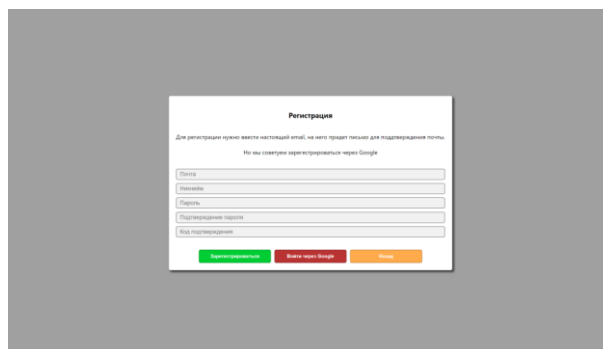 Регистрация
Для регистрации нужно ввести настоящий email, на него придет письмо для подтверждения почты.
Но мы советуем зарегистрироваться через Google
Почта
Никнейм
Пароль
Подтверждение пароля
Код подтверждения
Зарегистрироваться
Войти через Google
Назад